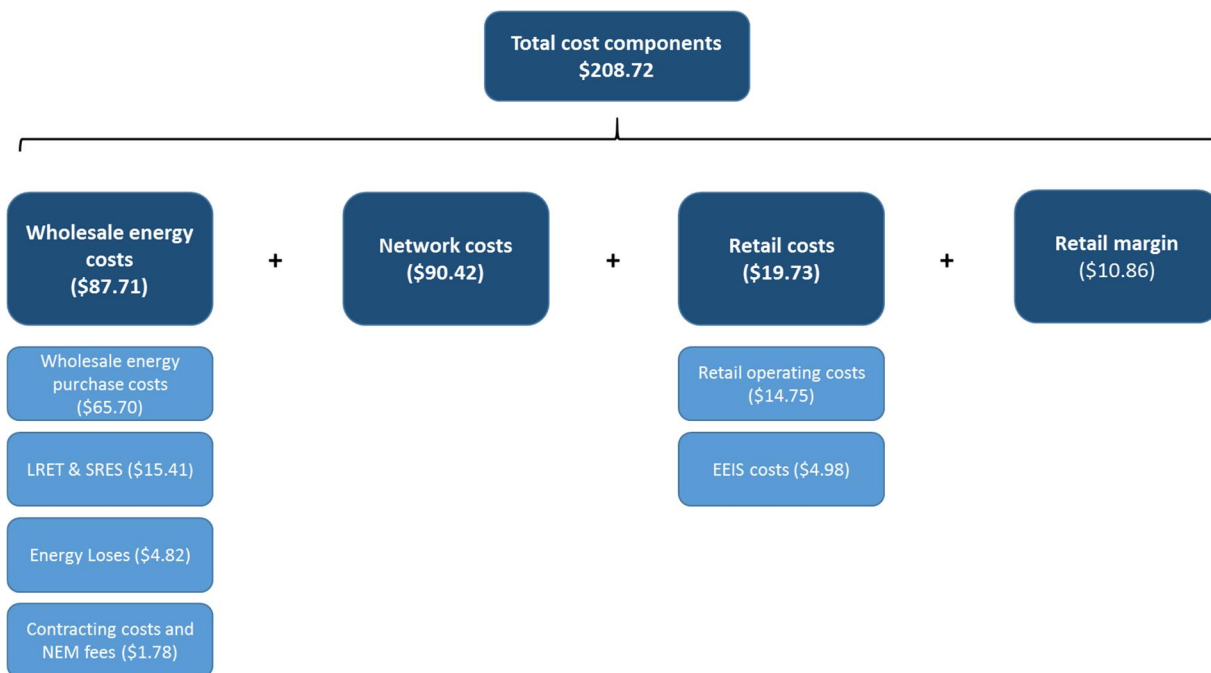 Total cost components
$208.72
Wholesale energy
costs
($87.71)
+
Network costs
($90.42)
+
Retail costs
($19.73)
+
Retail margin
($10.86)
Wholesale energy
purchase costs
($65.70)
LRET & SRES ($15.41)
Energy Loses ($4.82)
Contracting costs and
NEM fees ($1.78)
Retail operating costs
($14.75)
EEIS costs ($4.98)